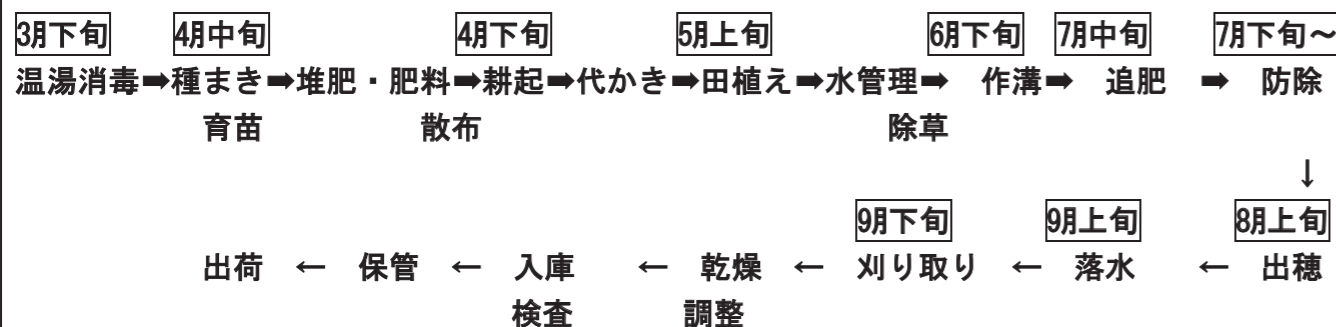 3月下旬 4月中旬 4月下旬 5月上旬 6月下旬 7月中旬 7月下旬～
温湯消毒➡種まき➡堆肥・肥料➡耕起➡代かき➡田植え➡水管理➡ 作溝➡ 追肥 ➡ 防除
育苗 散布 除草
↓
9月下旬 9月上旬 8月上旬
出荷 ← 保管 ← 入庫 ← 乾燥 ← 刈り取り ← 落水 ← 出穂
検査 調整